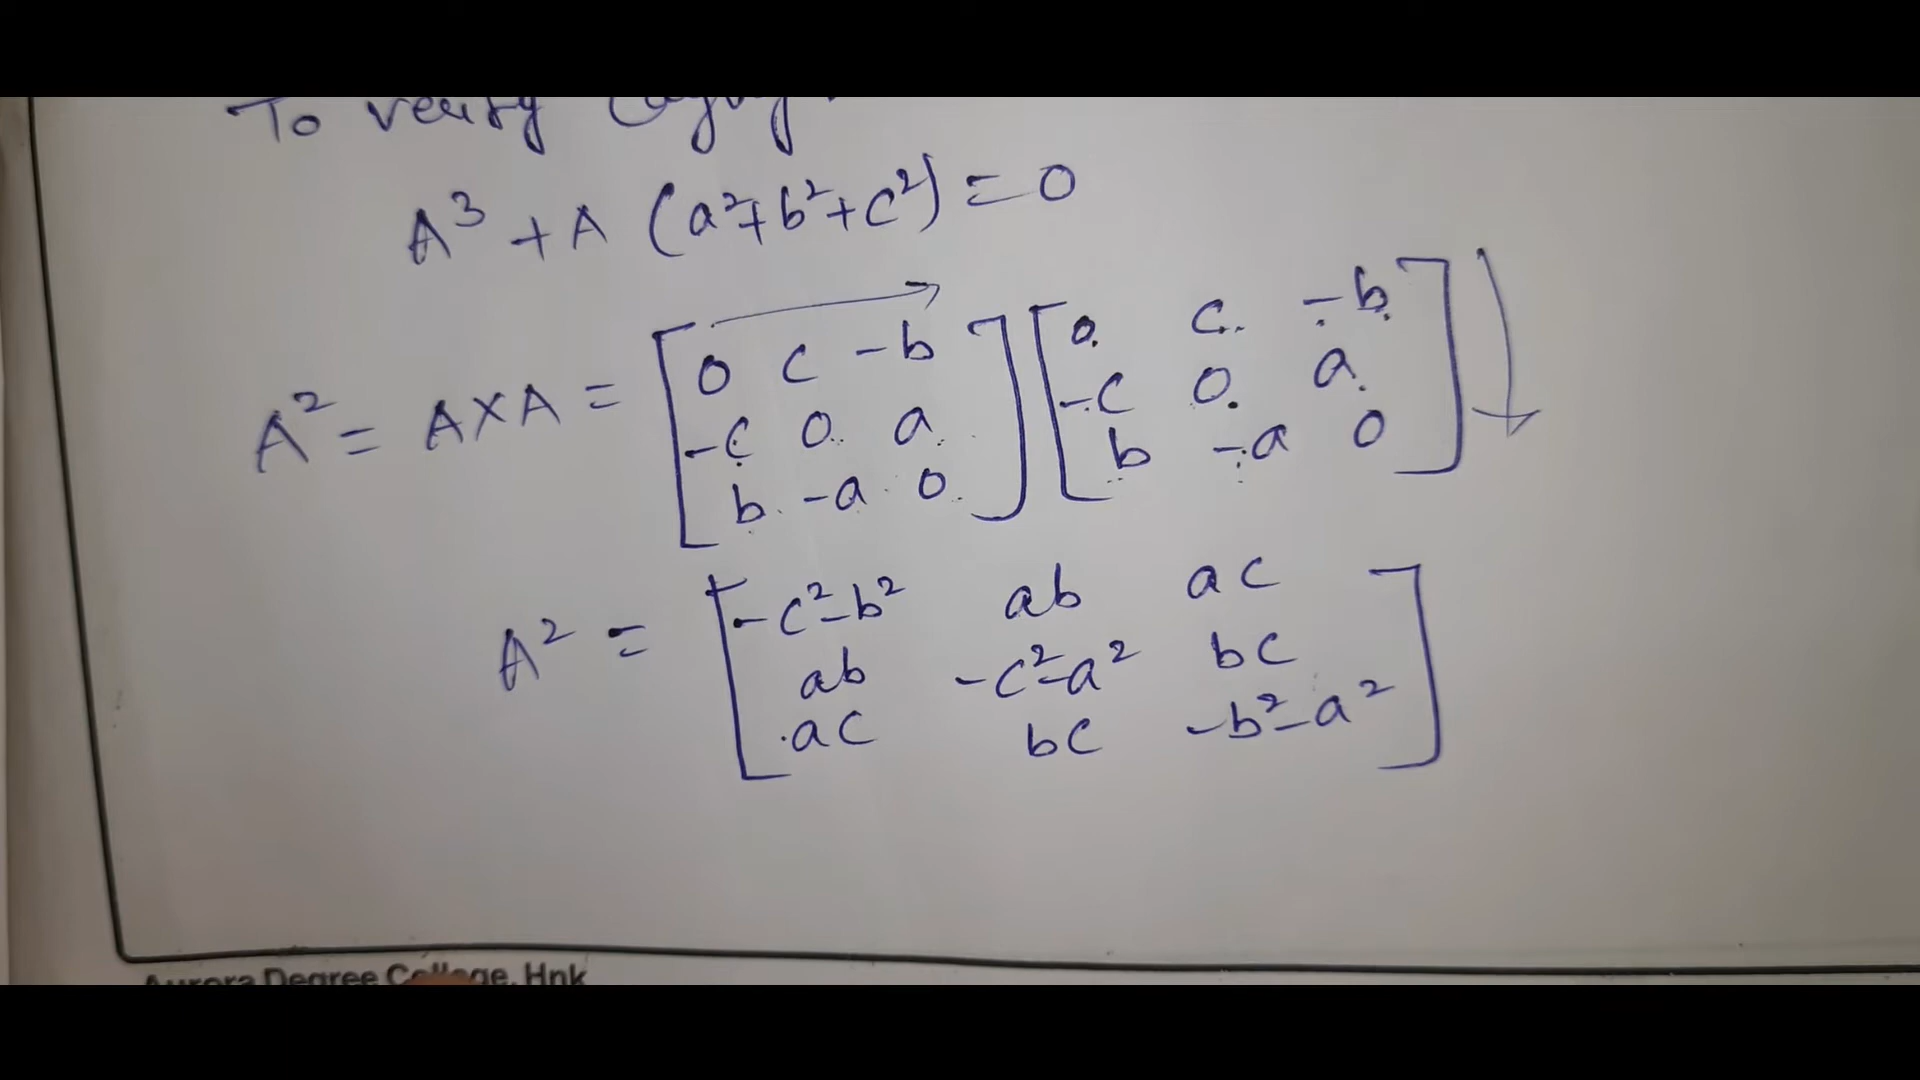 To verify
A³ + A (a²+b²+c²) = 0
A² = A×A = [0 c -b] [0 c -b]
[-c 0 a] [-c 0 a]
[b -a 0] [b -a 0]
A² = [-c²-b² ab ac]
[ab -c²-a² bc]
[ac bc -b²-a²]
Aurora Degree College, Hnk